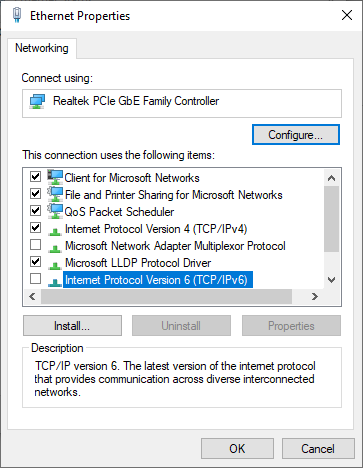 Ethernet Properties
Networking
Connect using:
Realtek PCIe GbE Family Controller
Configure...
This connection uses the following items:
Client for Microsoft Networks
File and Printer Sharing for Microsoft Networks
QoS Packet Scheduler
Internet Protocol Version 4 (TCP/IPv4)
Microsoft Network Adapter Multiplexor Protocol
Microsoft LLDP Protocol Driver
Internet Protocol Version 6 (TCP/IPv6)
Install...
Uninstall
Properties
Description
TCP/IP version 6. The latest version of the internet protocol
that provides communication across diverse interconnected
networks.
OK
Cancel